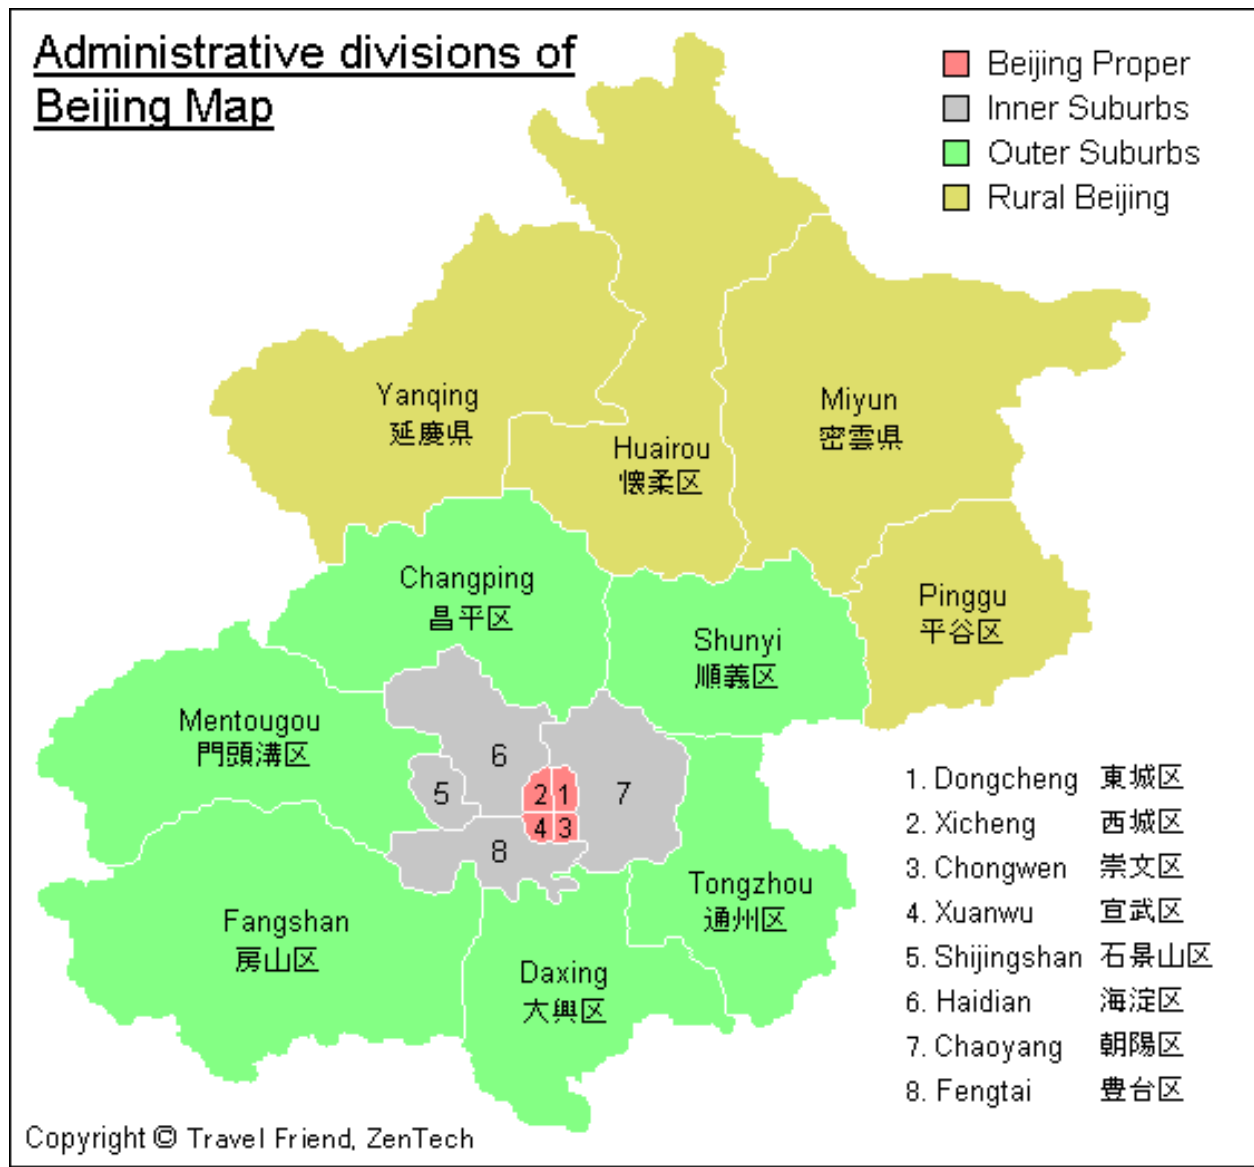 Administrative divisions of
Beijing Map
Beijing Proper
Inner Suburbs
Outer Suburbs
Rural Beijing
Yanqing
延慶県
Miyun
密雲県
Huairou
懐柔区
Changping
昌平区
Pinggu
平谷区
Shunyi
順義区
Mentougou
門頭溝区
6
5
2
1
7
4
3
8
Tongzhou
通州区
Fangshan
房山区
Daxing
大興区
1. Dongcheng 東城区
2. Xicheng 西城区
3. Chongwen 崇文区
4. Xuanwu 宣武区
5. Shijingshan 石景山区
6. Haidian 海淀区
7. Chaoyang 朝陽区
8. Fengtai 豊台区
Copyright © Travel Friend, ZenTech